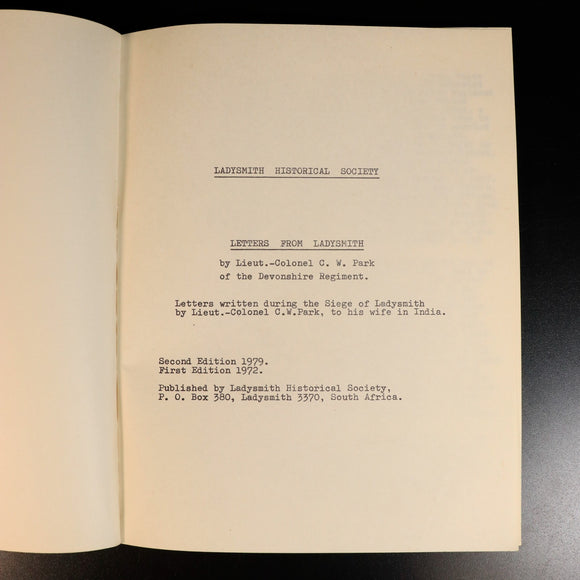 LADYSMITH HISTORICAL SOCIETY
LETTERS FROM LADYSMITH
by Lieut.-Colonel C. W. Park
of the Devonshire Regiment.
Letters written during the Siege of Ladysmith
by Lieut.-Colonel C.W.Park, to his wife in India.
Second Edition 1979.
First Edition 1972.
Published by Ladysmith Historical Society,
P. O. Box 380, Ladysmith 3370, South Africa.